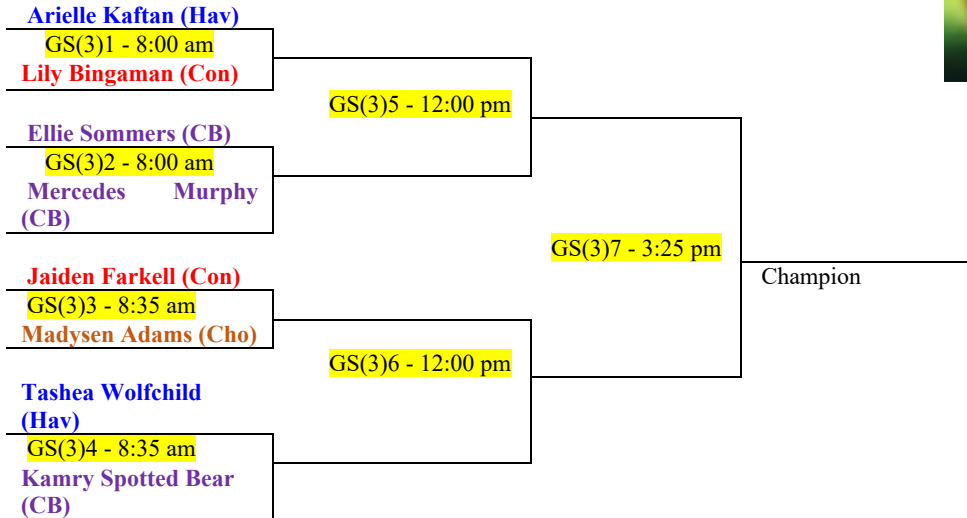 Arielle Kaftan (Hav)
GS(3)1 - 8:00 am
Lily Bingaman (Con)
GS(3)5 - 12:00 pm
Ellie Sommers (CB)
GS(3)2 - 8:00 am
Mercedes Murphy
(CB)
GS(3)7 - 3:25 pm
Champion
Jaiden Farkell (Con)
GS(3)3 - 8:35 am
Madysen Adams (Cho)
GS(3)6 - 12:00 pm
Tashea Wolfchild
(Hav)
GS(3)4 - 8:35 am
Kamry Spotted Bear
(CB)